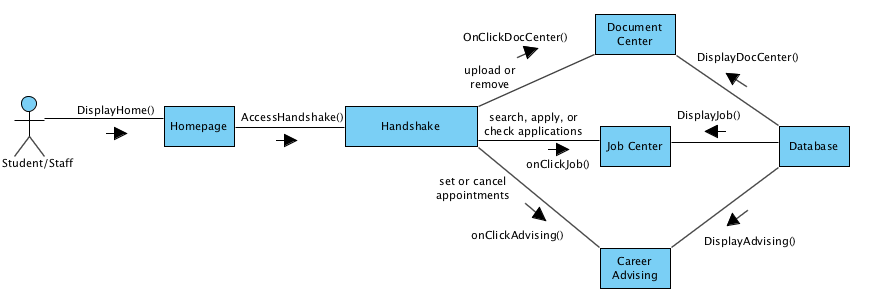 Student/Staff
DisplayHome()
Homepage
AccessHandshake()
Handshake
OnClickDocCenter()
upload or
remove
search, apply, or
check applications
onClickJob()
set or cancel
appointments
onClickAdvising()
Document
Center
Job Center
Career
Advising
DisplayDocCenter()
DisplayJob()
DisplayAdvising()
Database